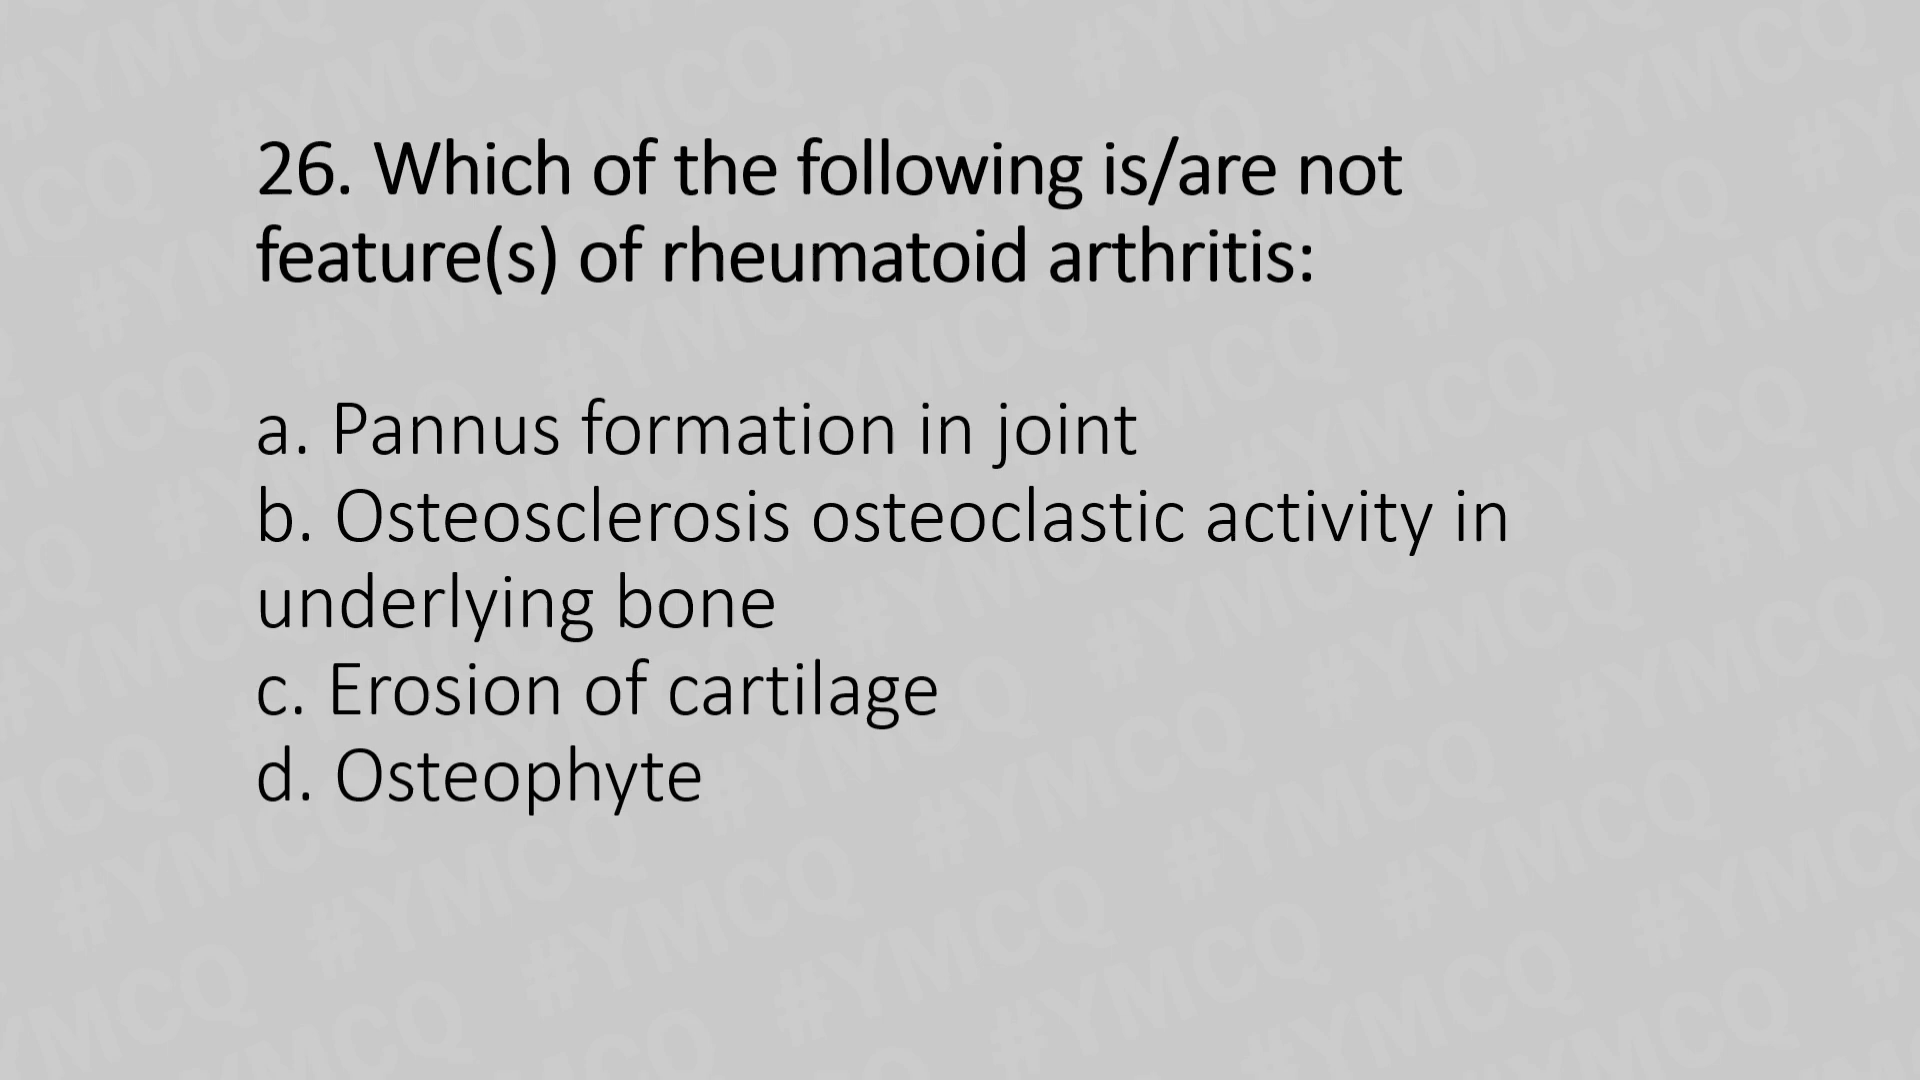 26. Which of the following is/are not
feature(s) of rheumatoid arthritis:
a. Pannus formation in joint
b. Osteosclerosis osteoclastic activity in
underlying bone
c. Erosion of cartilage
d. Osteophyte
#YMCQ